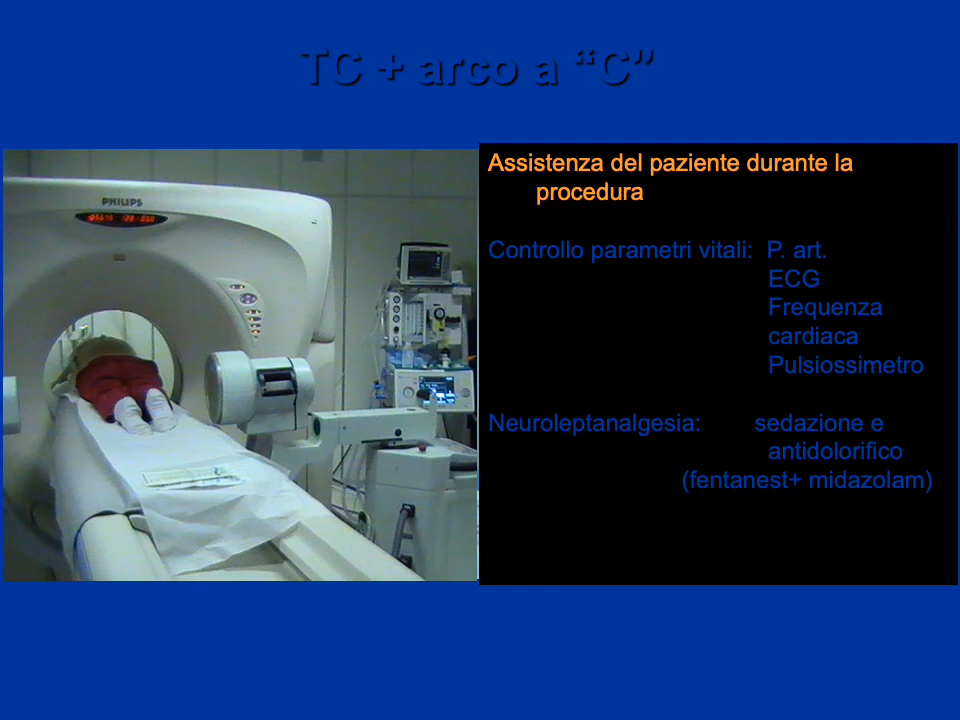 TC + arco a “C”
PHILIPS
Assistenza del paziente durante la
procedura
Controllo parametri vitali: P. art.
ECG
Frequenza
cardiaca
Pulsiossimetro
Neuroleptanalgesia: sedazione e
antidolorifico
(fentanest+ midazolam)